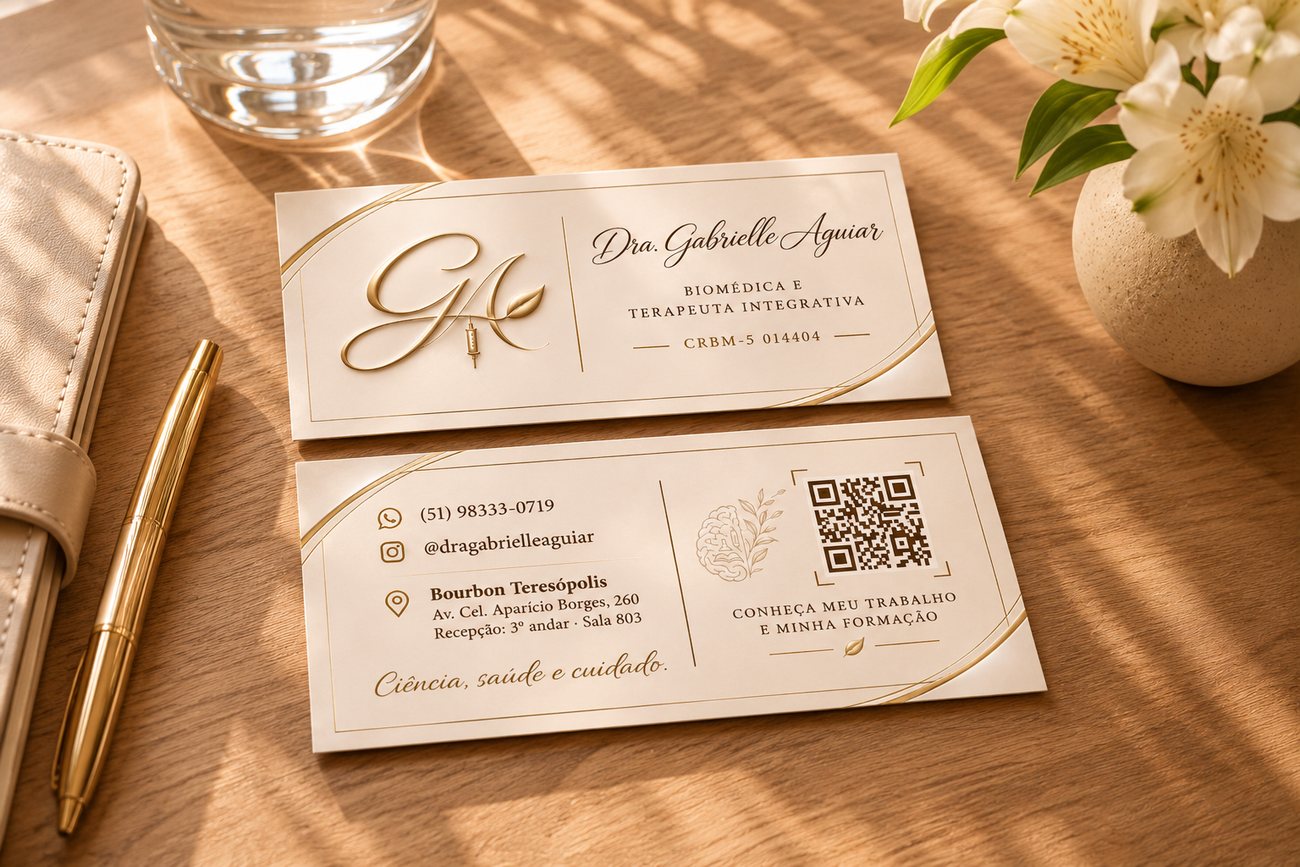 GA
Dra. Gabrielle Aguiar
BIOMÉDICA E
TERAPEUTA INTEGRATIVA
CRBM-5 014404
(51) 98333-0719
@dragabrielleaguiar
Bourbon Teresópolis
Av. Cel. Aparício Borges, 260
Recepção: 3º andar · Sala 803
Ciência, saúde e cuidado.
CONHEÇA MEU TRABALHO
E MINHA FORMAÇÃO